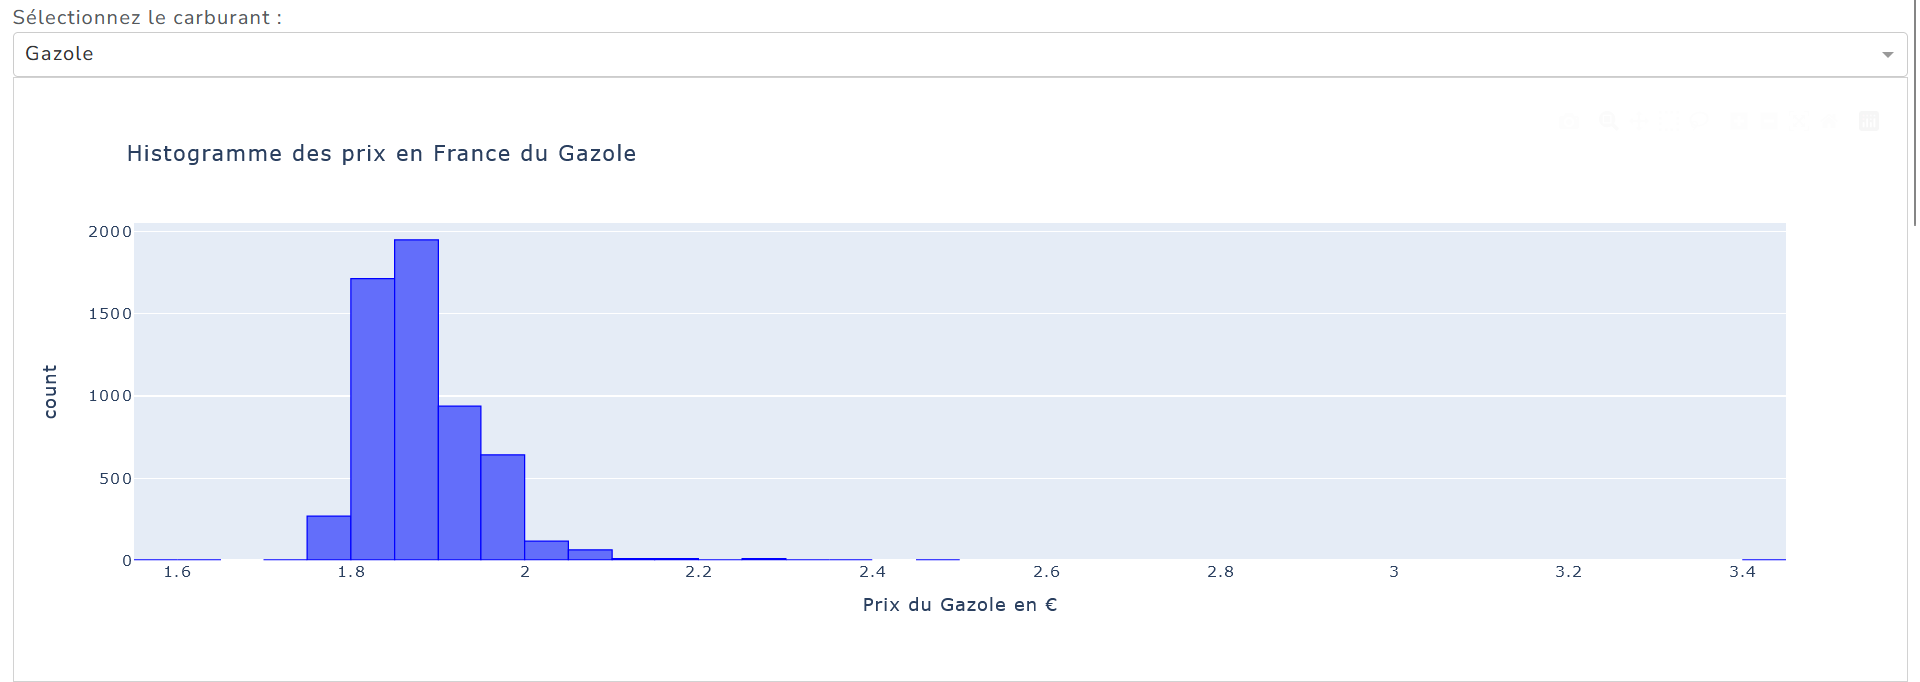 Sélectionnez le carburant :
Gazole
Histogramme des prix en France du Gazole
2000
1500
1000
500
0
count
1.6 1.8 2 2.2 2.4 2.6 2.8 3 3.2 3.4
Prix du Gazole en €